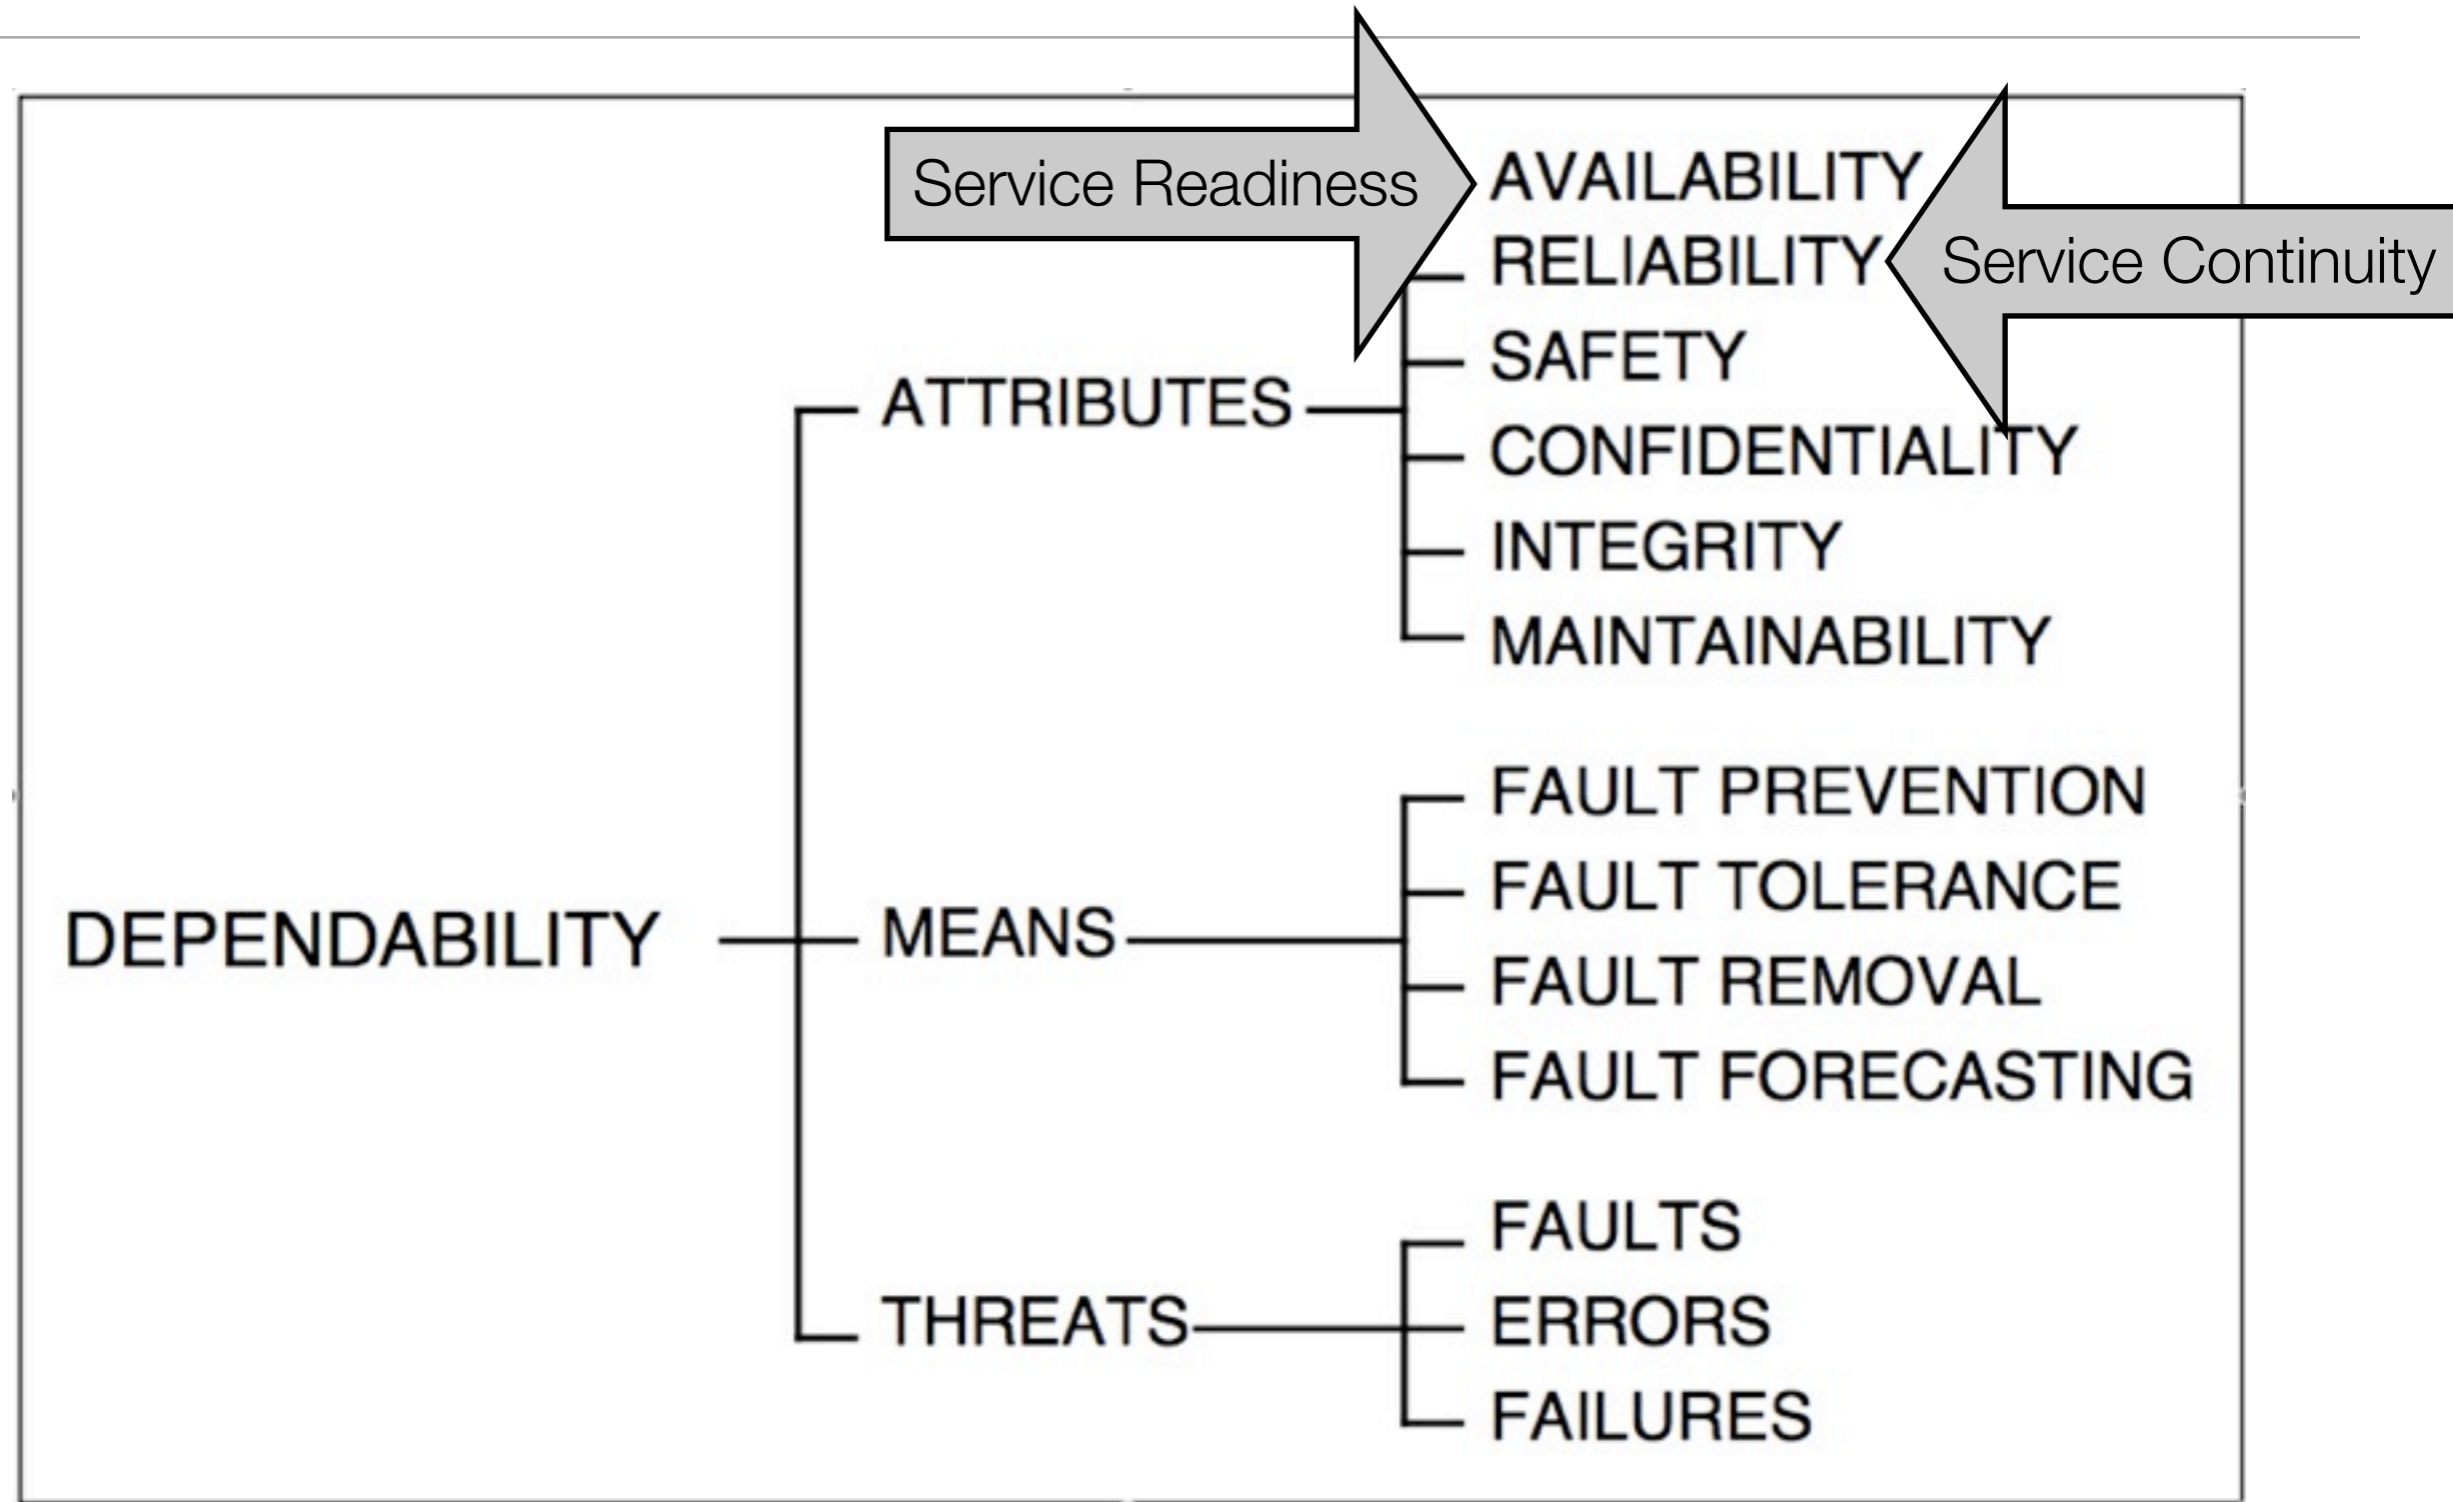 Service Readiness
AVAILABILITY
RELIABILITY
Service Continuity
SAFETY
ATTRIBUTES
CONFIDENTIALITY
INTEGRITY
MAINTAINABILITY
FAULT PREVENTION
FAULT TOLERANCE
DEPENDABILITY
MEANS
FAULT REMOVAL
FAULT FORECASTING
FAULTS
THREATS
ERRORS
FAILURES